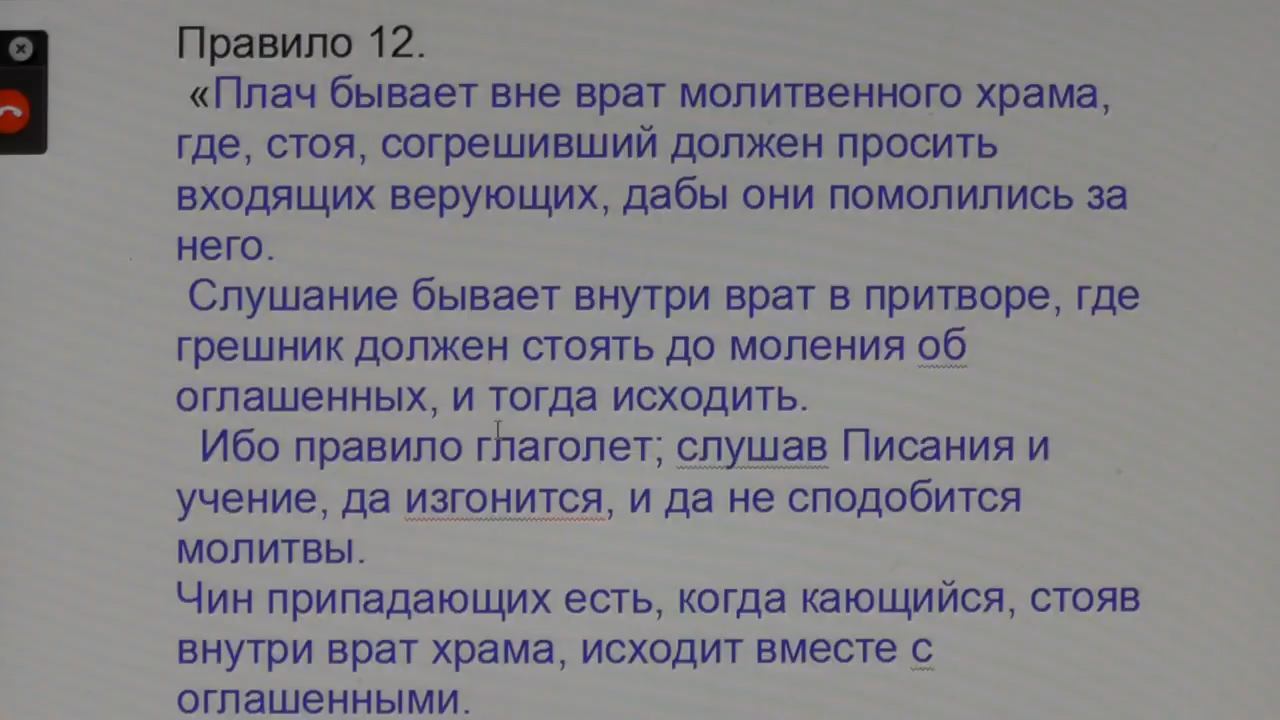 Правило 12.
«Плач бывает вне врат молитвенного храма,
где, стоя, согрешивший должен просить
входящих верующих, дабы они помолились за
него.
Слушание бывает внутри врат в притворе, где
грешник должен стоять до моления об
оглашенных, и тогда исходить.
Ибо правило глаголет; слушав Писания и
учение, да изгонится, и да не сподобится
молитвы.
Чин припадающих есть, когда кающийся, стояв
внутри врат храма, исходит вместе с
оглашенными.